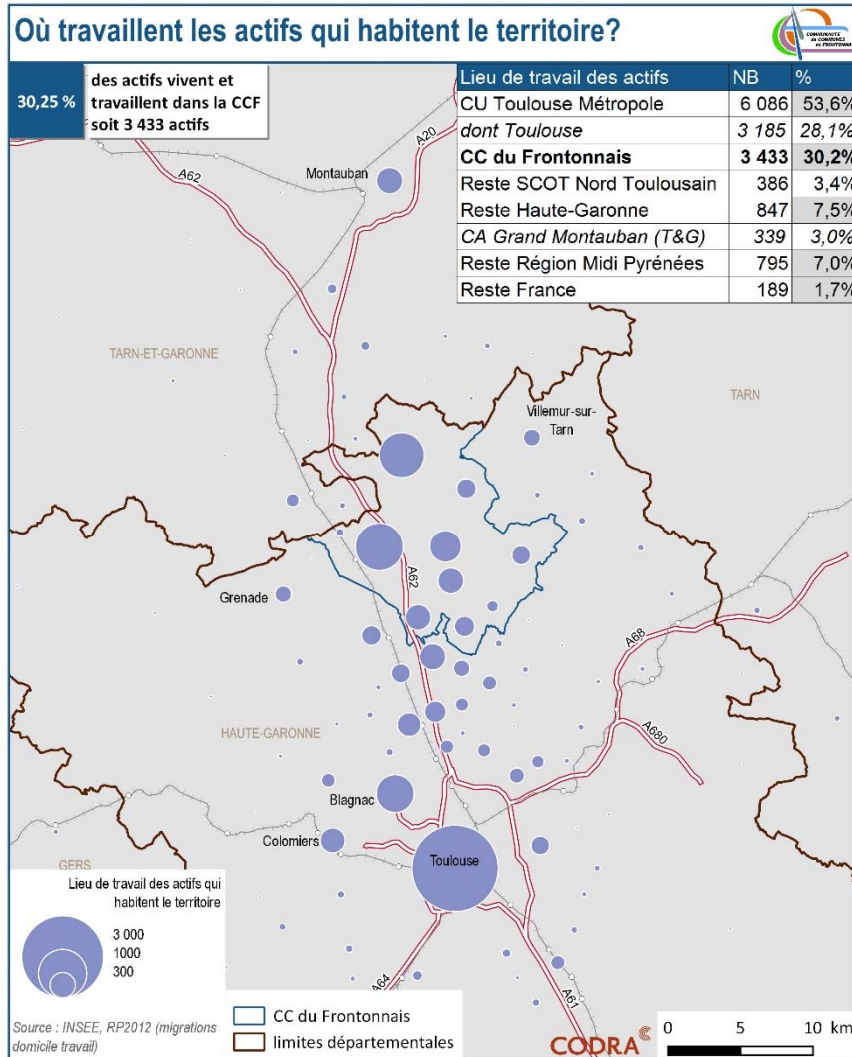 Où travaillent les actifs qui habitent le territoire?
COMMUNAUTÉ
de COMMUNES
du FRONTONNAIS
30,25 %
des actifs vivent et
travaillent dans la CCF
soit 3 433 actifs
Lieu de travail des actifs NB %
CU Toulouse Métropole 6 086 53,6%
dont Toulouse 3 185 28,1%
CC du Frontonnais 3 433 30,2%
Reste SCOT Nord Toulousain 386 3,4%
Reste Haute-Garonne 847 7,5%
CA Grand Montauban (T&G) 339 3,0%
Reste Région Midi Pyrénées 795 7,0%
Reste France 189 1,7%
A20
Montauban
A62
TARN-ET-GARONNE
TARN
Villemur-sur-
Tarn
A62
Grenade
A68
A680
HAUTE-GARONNE
Blagnac
Colomiers
Toulouse
GERS
Lieu de travail des actifs qui
habitent le territoire
3 000
1000
300
A64
A61
CC du Frontonnais
limites départementales
Source : INSEE, RP2012 (migrations
domicile travail)
CODRA
0 5 10 km